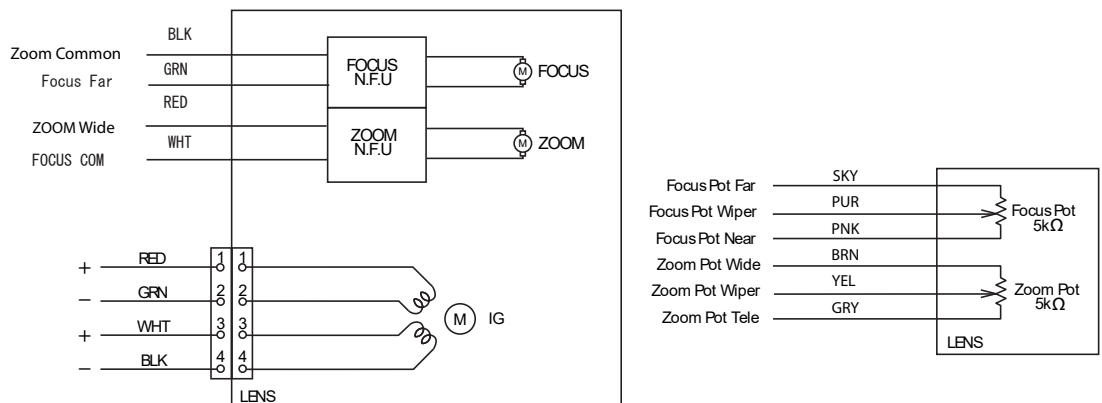 BLK
Zoom Common
GRN
Focus Far
RED
ZOOM Wide
WHT
FOCUS COM
FOCUS
N.F.U
M
FOCUS
ZOOM
N.F.U
M
ZOOM
+ RED 1 1
- GRN 2 2
+ WHT 3 3
- BLK 4 4
M
IG
LENS
Focus Pot Far SKY
Focus Pot Wiper PUR
Focus Pot Near PNK
Zoom Pot Wide BRN
Zoom Pot Wiper YEL
Zoom Pot Tele GRY
Focus Pot
5kΩ
Zoom Pot
5kΩ
LENS